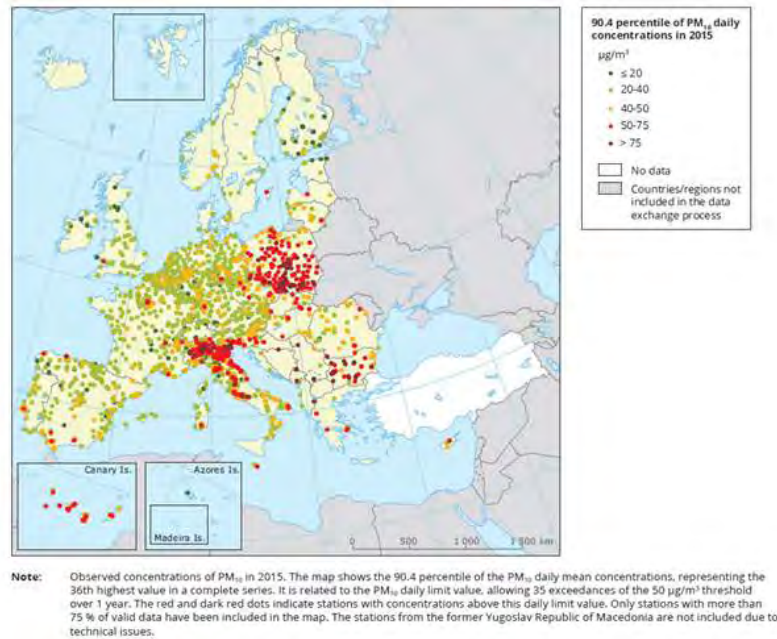 90.4 percentile of PM₁₀ daily
concentrations in 2015
µg/m³
≤ 20
20-40
40-50
50-75
> 75
No data
Countries/regions not
included in the data
exchange process
Canary Is.
Azores Is.
Madeira Is.
0 500 1 000 1 500 km
Note: Observed concentrations of PM₁₀ in 2015. The map shows the 90.4 percentile of the PM₁₀ daily mean concentrations, representing the
36th highest value in a complete series. It is related to the PM₁₀ daily limit value, allowing 35 exceedances of the 50 µg/m³ threshold
over 1 year. The red and dark red dots indicate stations with concentrations above this daily limit value. Only stations with more than
75 % of valid data have been included in the map. The stations from the former Yugoslav Republic of Macedonia are not included due to
technical issues.